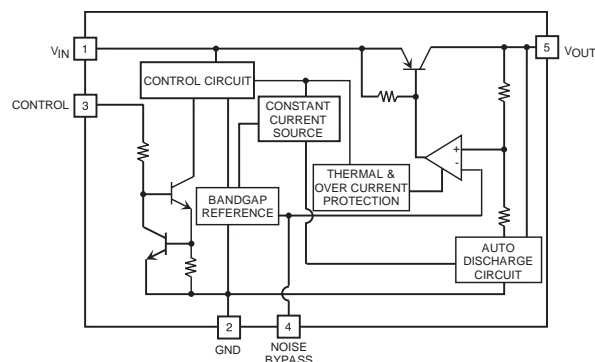 VIN
1
5
VOUT
CONTROL CIRCUIT
CONTROL
3
CONSTANT
CURRENT
SOURCE
+
-
THERMAL &
OVER CURRENT
PROTECTION
BANDGAP
REFERENCE
AUTO
DISCHARGE
CIRCUIT
2
4
GND
NOISE
BYPASS